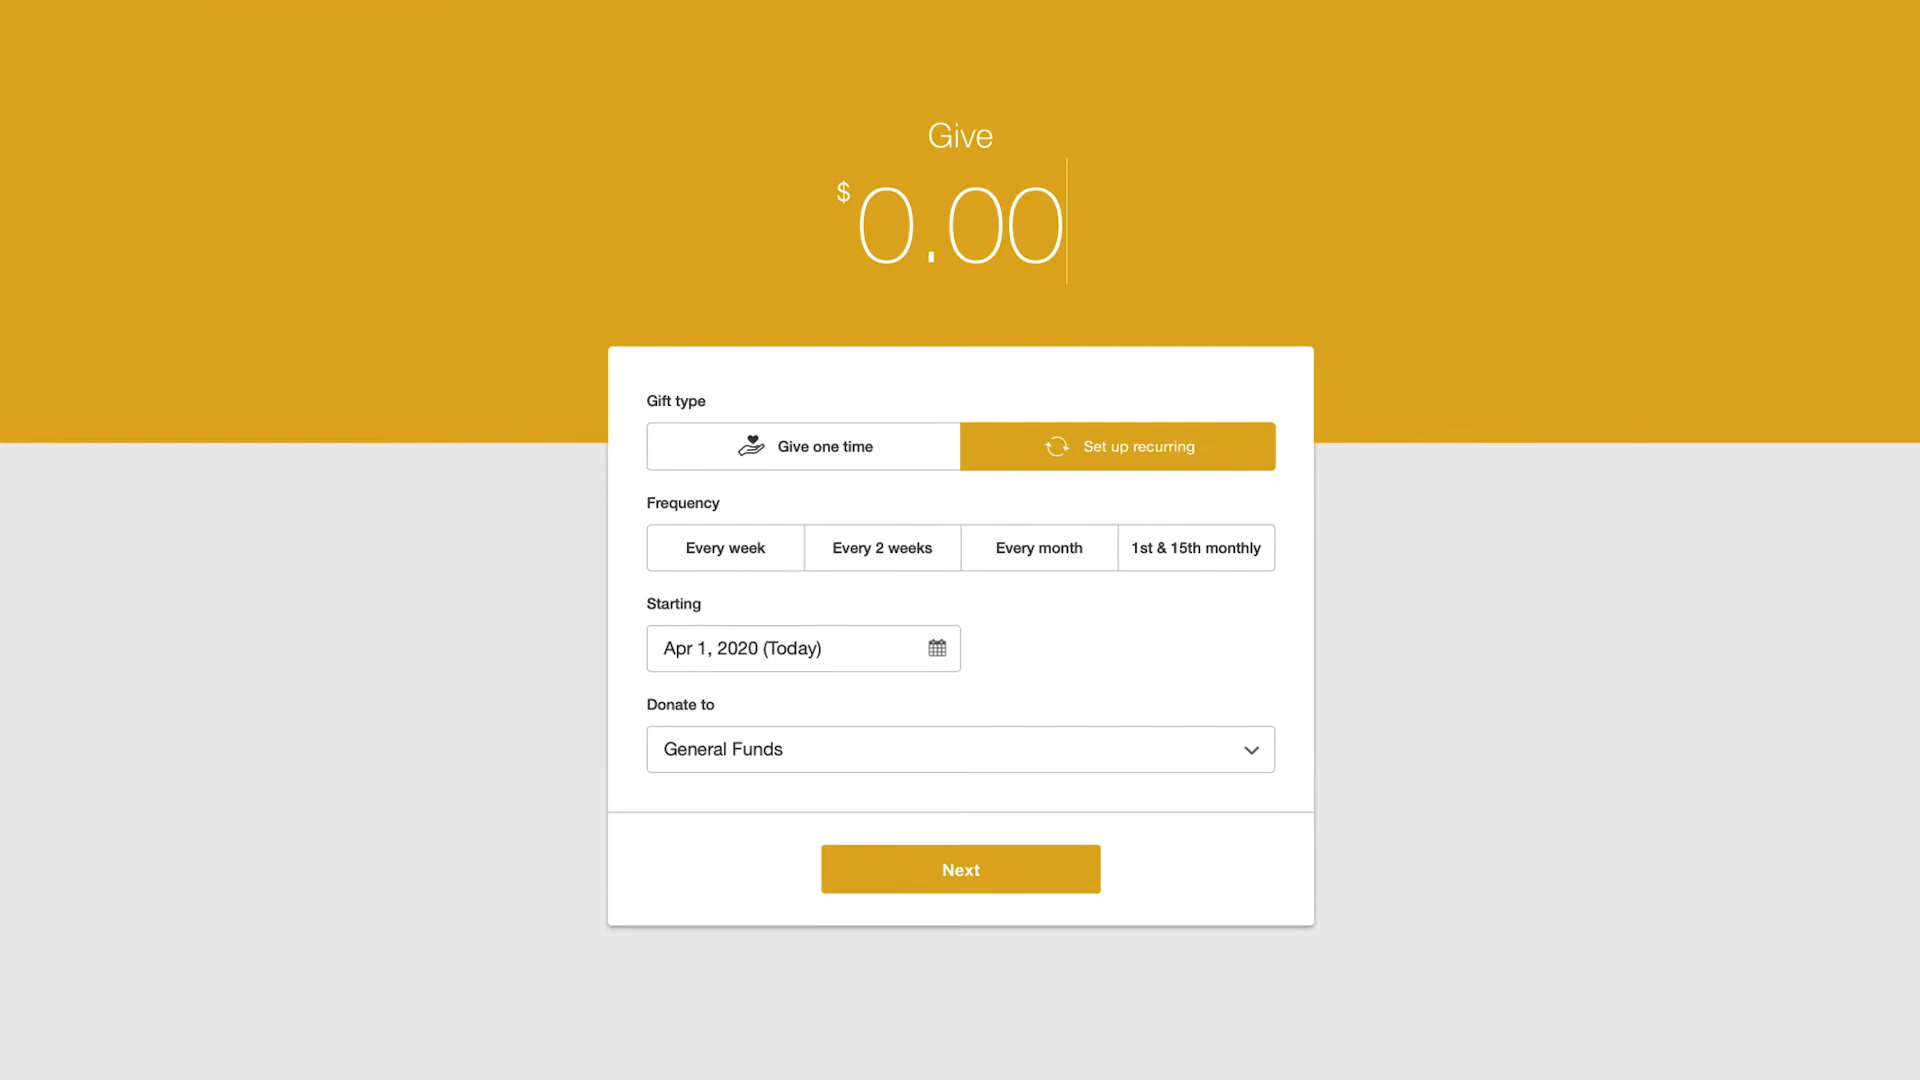 Give
$0.00
Gift type
Give one time
Set up recurring
Frequency
Every week
Every 2 weeks
Every month
1st & 15th monthly
Starting
Apr 1, 2020 (Today)
Donate to
General Funds
Next